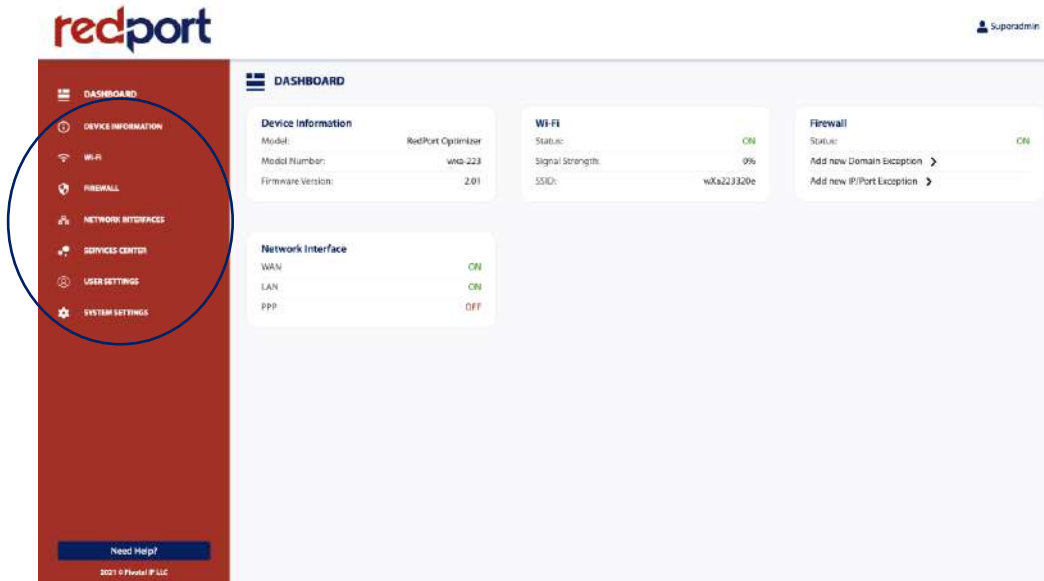 redport
Superadmin
DASHBOARD
DEVICE INFORMATION
WI-FI
FIREWALL
NETWORK INTERFACES
SERVICES CENTER
USER SETTINGS
SYSTEM SETTINGS
Need Help?
2021 © Pivotel IP LLC
DASHBOARD
Device Information
Model: RedPort Optimizer
Model Number: wxa-223
Firmware Version: 2.01
Wi-Fi
Status: ON
Signal Strength: 0%
SSID: wXa223320e
Firewall
Status: ON
Add new Domain Exception
Add new IP/Port Exception
Network Interface
WAN ON
LAN ON
PPP OFF